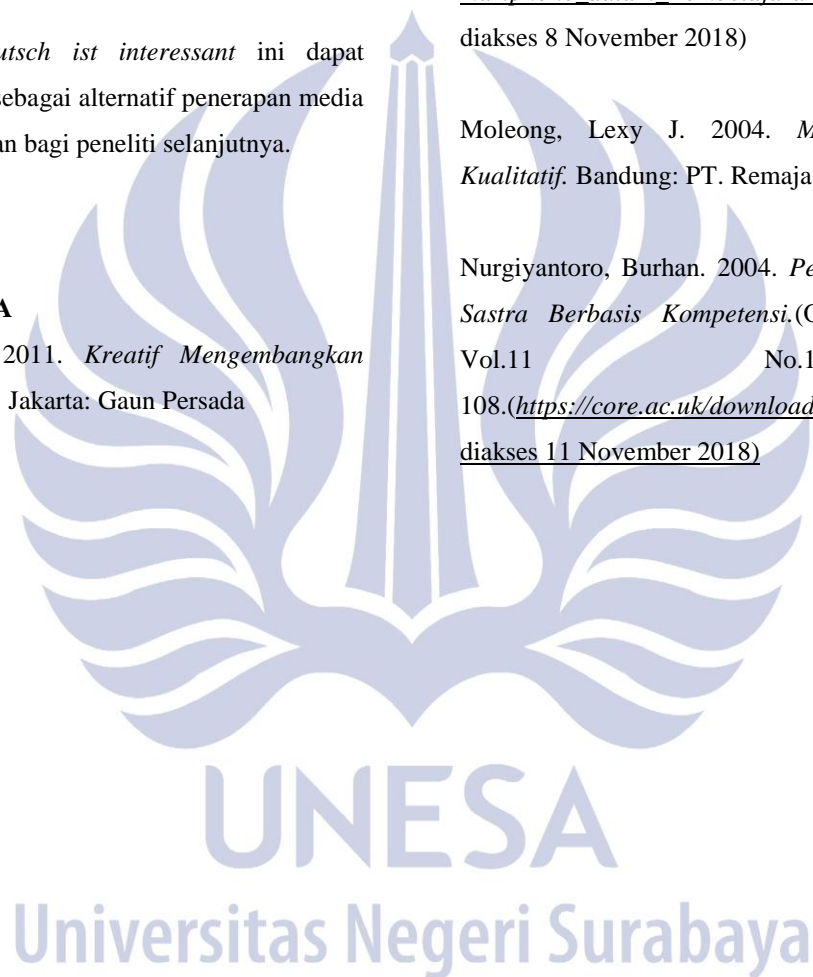 utsch ist interessant ini dapat
sebagai alternatif penerapan media
an bagi peneliti selanjutnya.
A
2011. Kreatif Mengembangkan
Jakarta: Gaun Persada
diakses 8 November 2018)
Moleong, Lexy J. 2004. M
Kualitatif. Bandung: PT. Remaja
Nurgiyantoro, Burhan. 2004. Pe
Sastra Berbasis Kompetensi.(C
Vol.11 No.1
108.(https://core.ac.uk/download
diakses 11 November 2018)
UNESA
Universitas Negeri Surabaya